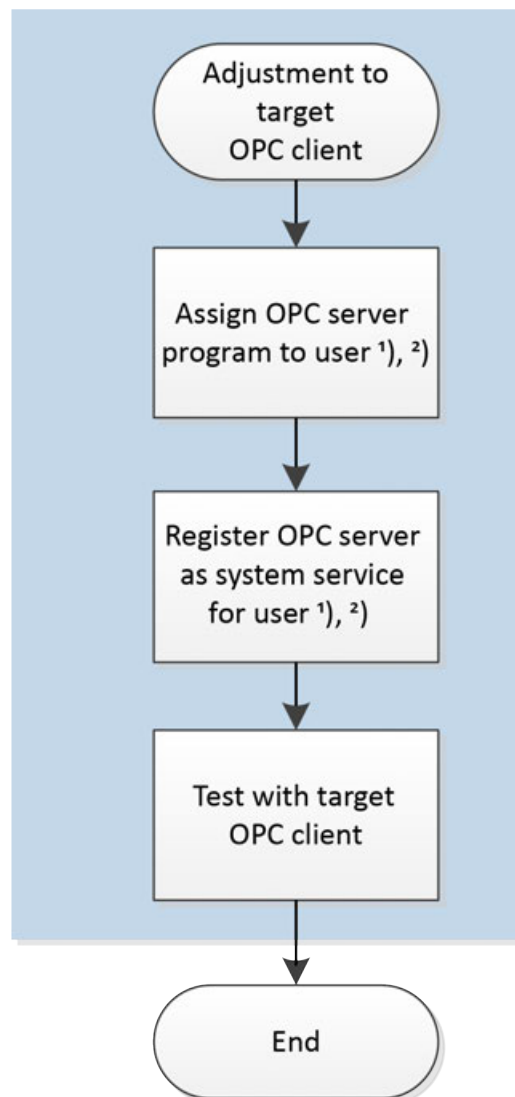 Adjustment to
target
OPC client
Assign OPC server
program to user ¹), ²)
Register OPC server
as system service
for user ¹), ²)
Test with target
OPC client
End